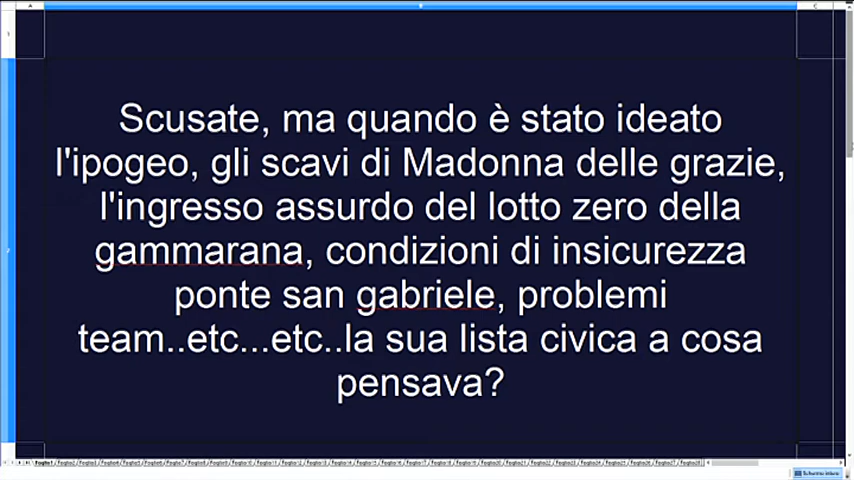 Scusate, ma quando è stato ideato
l'ipogeo, gli scavi di Madonna delle grazie,
l'ingresso assurdo del lotto zero della
gammarana, condizioni di insicurezza
ponte san gabriele, problemi
team..etc...etc..la sua lista civica a cosa
pensava?